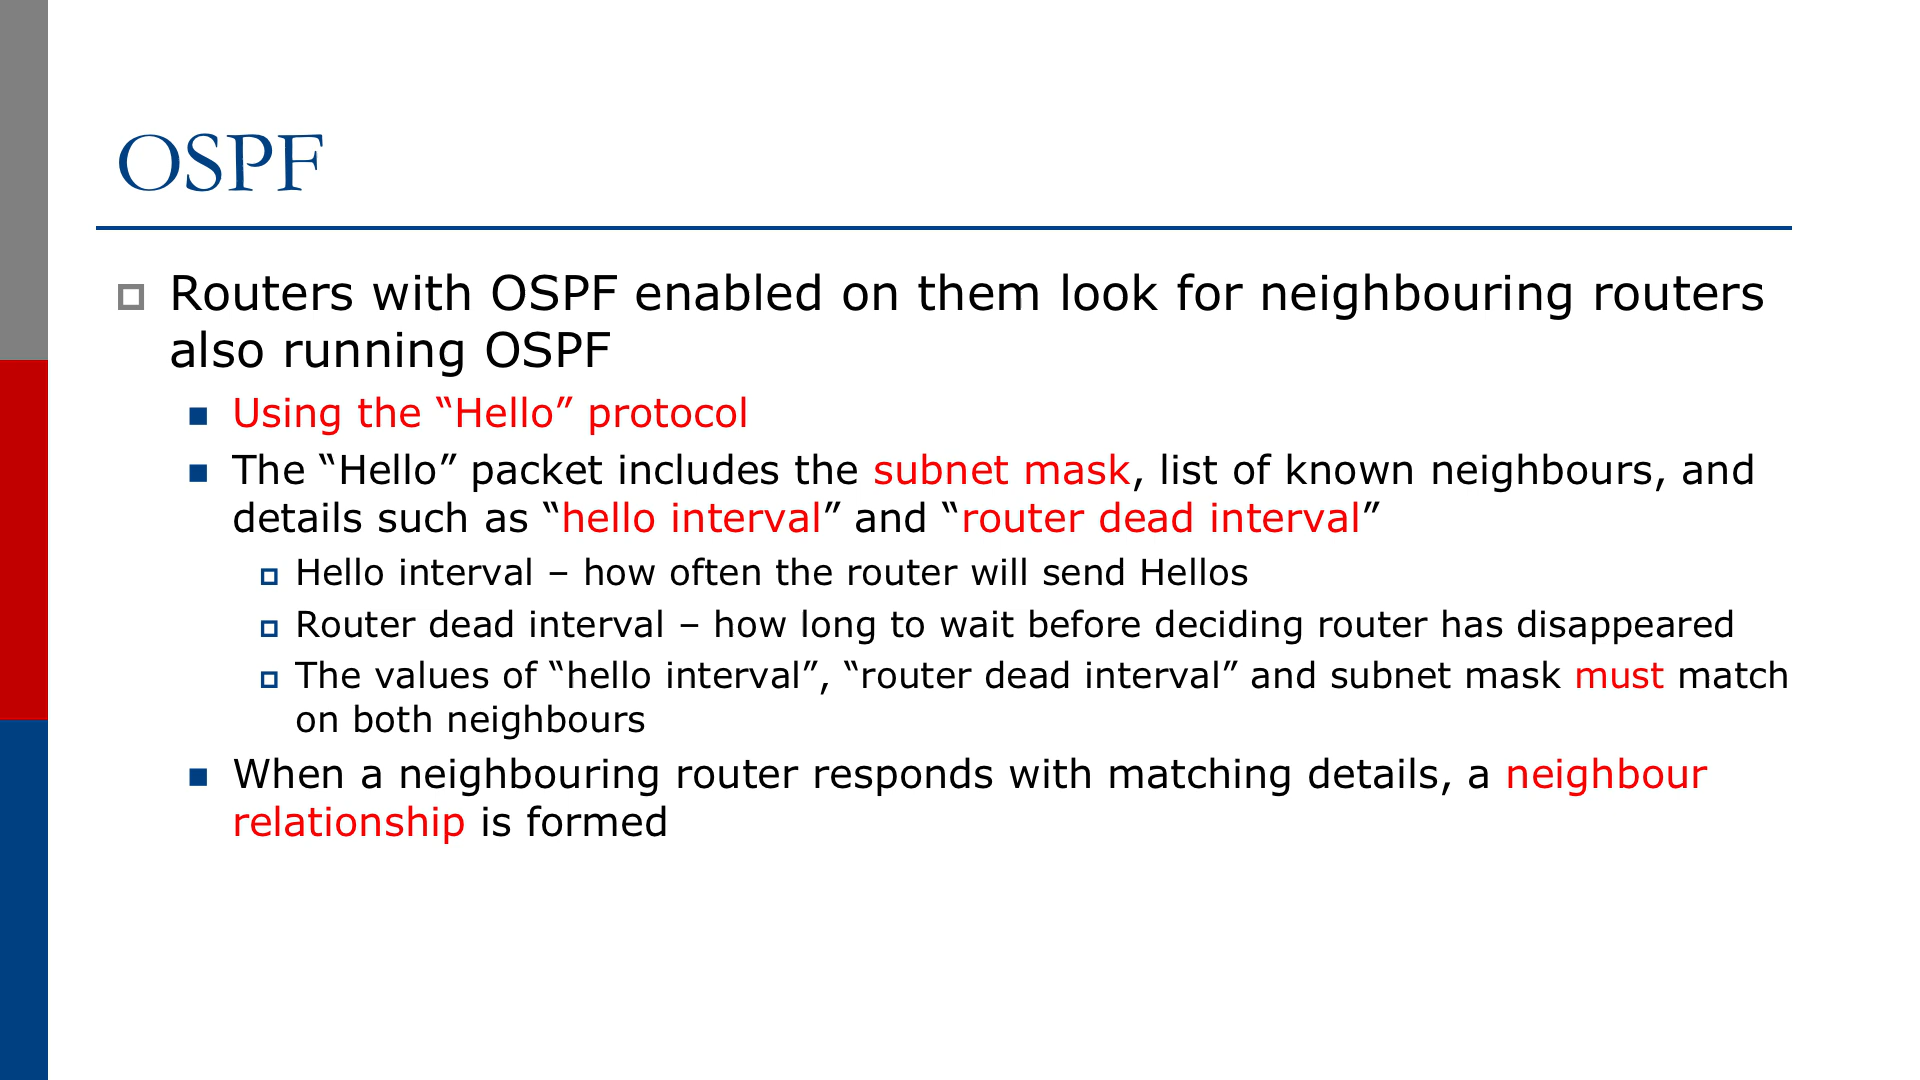 OSPF
Routers with OSPF enabled on them look for neighbouring routers
also running OSPF
Using the “Hello” protocol
The “Hello” packet includes the subnet mask, list of known neighbours, and
details such as “hello interval” and “router dead interval”
Hello interval – how often the router will send Hellos
Router dead interval – how long to wait before deciding router has disappeared
The values of “hello interval”, “router dead interval” and subnet mask must match
on both neighbours
When a neighbouring router responds with matching details, a neighbour
relationship is formed